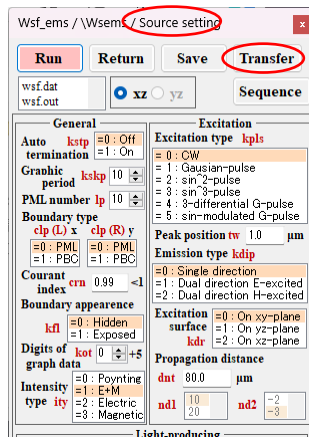 Wsf_ems / \Wsems / Source setting x
Run Return Save Transfer
wsf.dat
wsf.out
xz yz
Sequence
General
Auto termination kstp =0 : Off
=1 : On
Graphic period kskp 10
PML number lp 10
Boundary type
clp (L) x clp (R) y
=0 : PML =0 : PML
=1 : PBC =1 : PBC
Courant index crn 0.99 <1
Boundary appearence
kfl =0 : Hidden
=1 : Exposed
Digits of graph data kot 0 +5
Intensity type ity =0 : Poynting
=1 : E+M
=2 : Electric
=3 : Magnetic
Excitation
Excitation type kpls
= 0 : CW
= 1 : Gausian-pulse
= 2 : sin^2-pulse
= 3 : sin^3-pulse
= 4 : 3-differential G-pulse
= 5 : sin-modulated G-pulse
Peak position tw 1.0 μm
Emission type kdip
=0 : Single direction
=1 : Dual direction E-excited
=2 : Dual direction H-excited
Excitation surface kdr =0 : On xy-plane
=1 : On yz-plane
=2 : On xz-plane
Propagation distance
dnt 80.0 μm
nd1 10
20
nd2 -2
-3
Light-producing